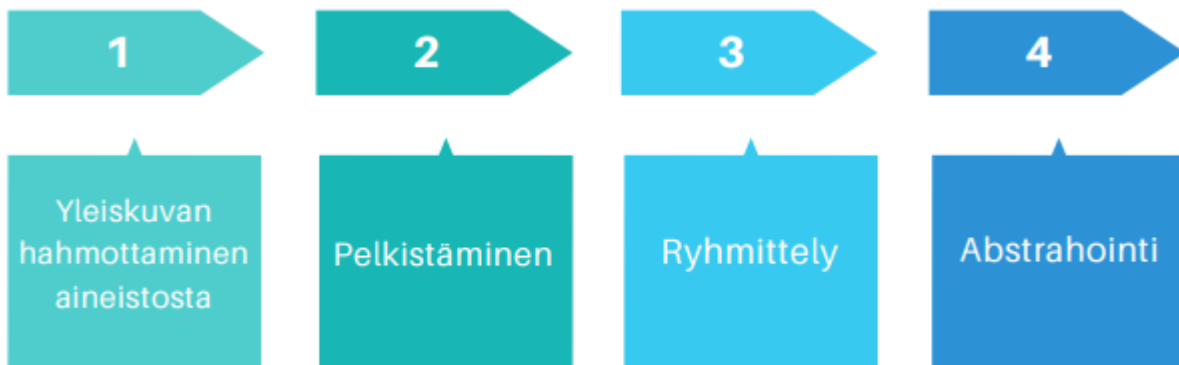 1
2
3
4
Yleiskuvan
hahmottaminen
aineistosta
Pelkistäminen
Ryhmittely
Abstrahointi